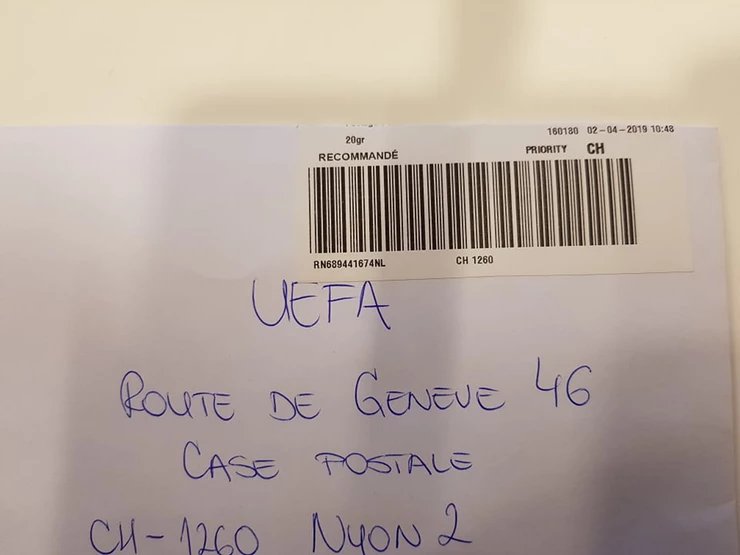 160180 02-04-2019 10:48
20gr
PRIORITY CH
RECOMMANDÉ
RN689441674NL CH 1260
UEFA
ROUTE DE GENEVE 46
CASE POSTALE
CH-1260 NYON 2